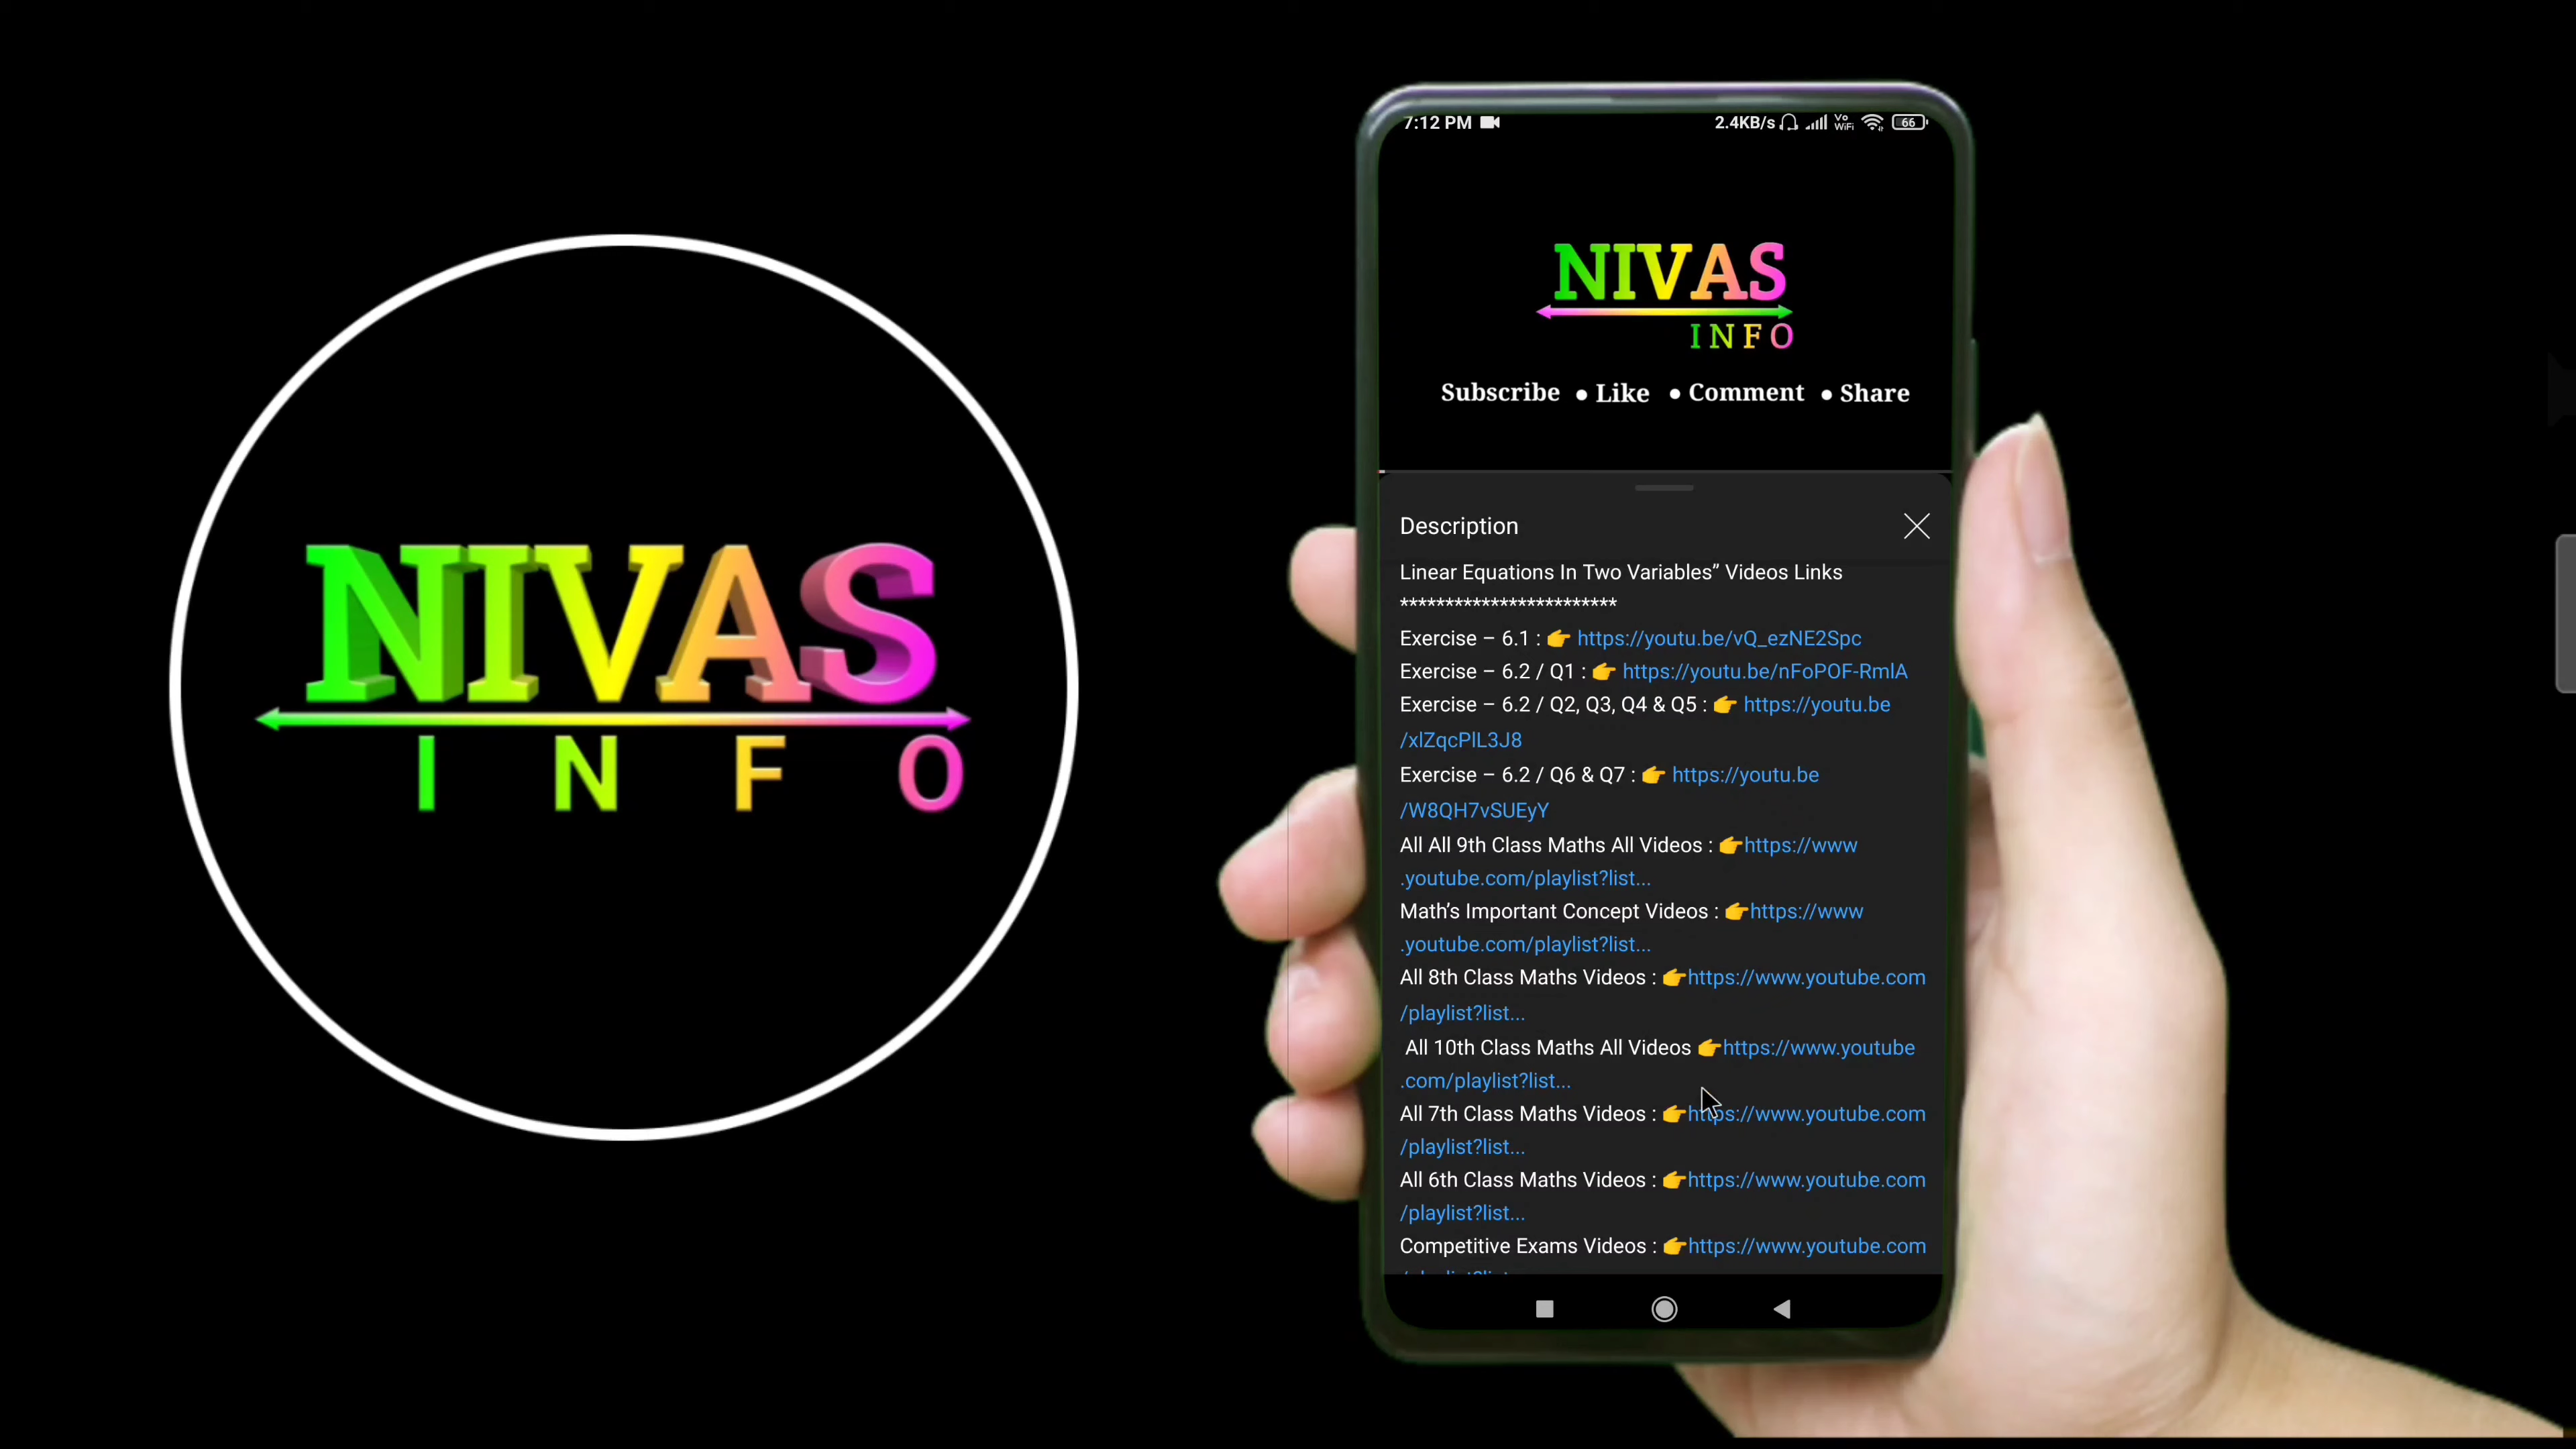 NIVAS
INFO
7:12 PM
2.4KB/s Vo WiFi 66
NIVAS
INFO
Subscribe • Like • Comment • Share
Description
Linear Equations In Two Variables” Videos Links
************************
Exercise – 6.1 : 👉 https://youtu.be/vQ_ezNE2Spc
Exercise – 6.2 / Q1 : 👉 https://youtu.be/nFoPOF-RmlA
Exercise – 6.2 / Q2, Q3, Q4 & Q5 : 👉 https://youtu.be
/xlZqcPlL3J8
Exercise – 6.2 / Q6 & Q7 : 👉 https://youtu.be
/W8QH7vSUEyY
All All 9th Class Maths All Videos : 👉https://www
.youtube.com/playlist?list...
Math’s Important Concept Videos : 👉https://www
.youtube.com/playlist?list...
All 8th Class Maths Videos : 👉https://www.youtube.com
/playlist?list...
All 10th Class Maths All Videos 👉https://www.youtube
.com/playlist?list...
All 7th Class Maths Videos : 👉https://www.youtube.com
/playlist?list...
All 6th Class Maths Videos : 👉https://www.youtube.com
/playlist?list...
Competitive Exams Videos : 👉https://www.youtube.com